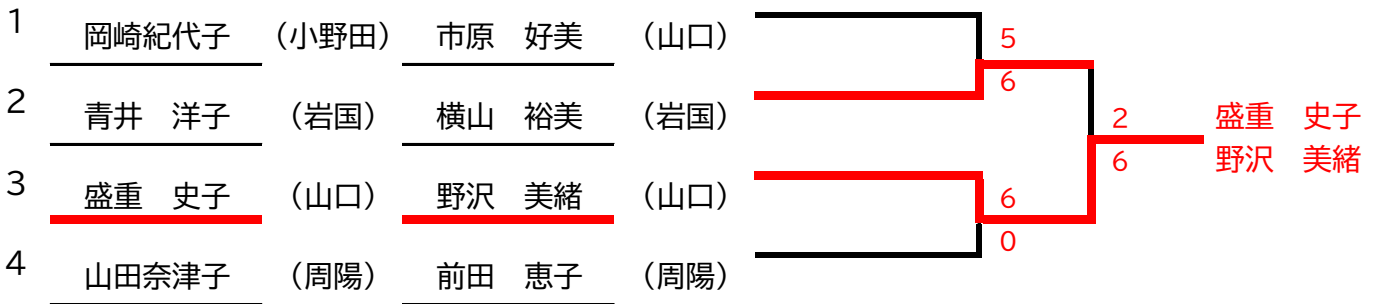 1 岡崎紀代子 (小野田) 市原 好美 (山口)
5
6
2 青井 洋子 (岩国) 横山 裕美 (岩国)
2 盛重 史子
6 野沢 美緒
3 盛重 史子 (山口) 野沢 美緒 (山口)
6
0
4 山田奈津子 (周陽) 前田 恵子 (周陽)